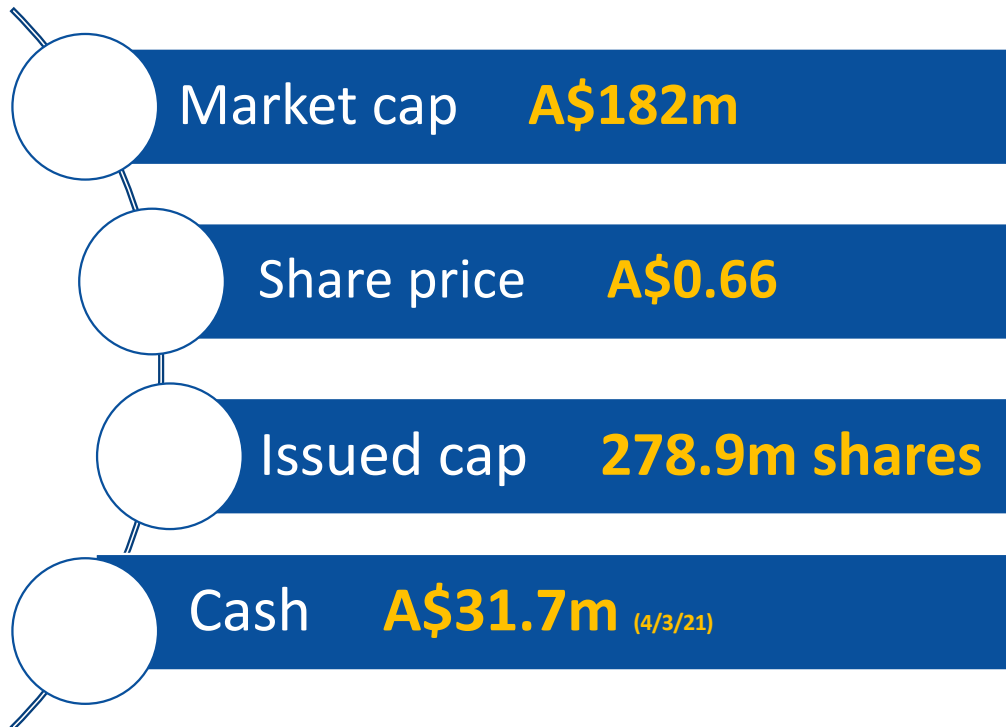 Market cap A$182m
Share price A$0.66
Issued cap 278.9m shares
Cash A$31.7m (4/3/21)